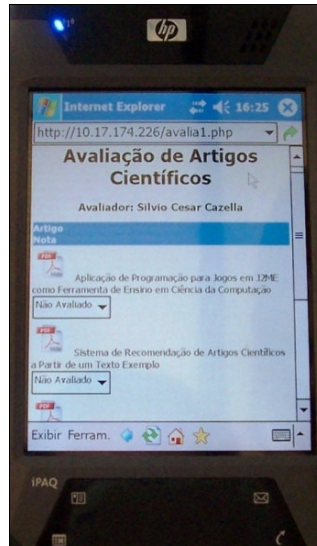 hp
Internet Explorer 16:25
http://10.17.174.226/avalia1.php
Avaliação de Artigos
Científicos
Avaliador: Silvio Cesar Cazella
Artigo
Nota
Aplicação de Programação para Jogos em J2ME
como Ferramenta de Ensino em Ciência da Computação
Não Avaliado
Sistema de Recomendação de Artigos Científicos
a Partir de um Texto Exemplo
Não Avaliado
Exibir Ferram.
iPAQ